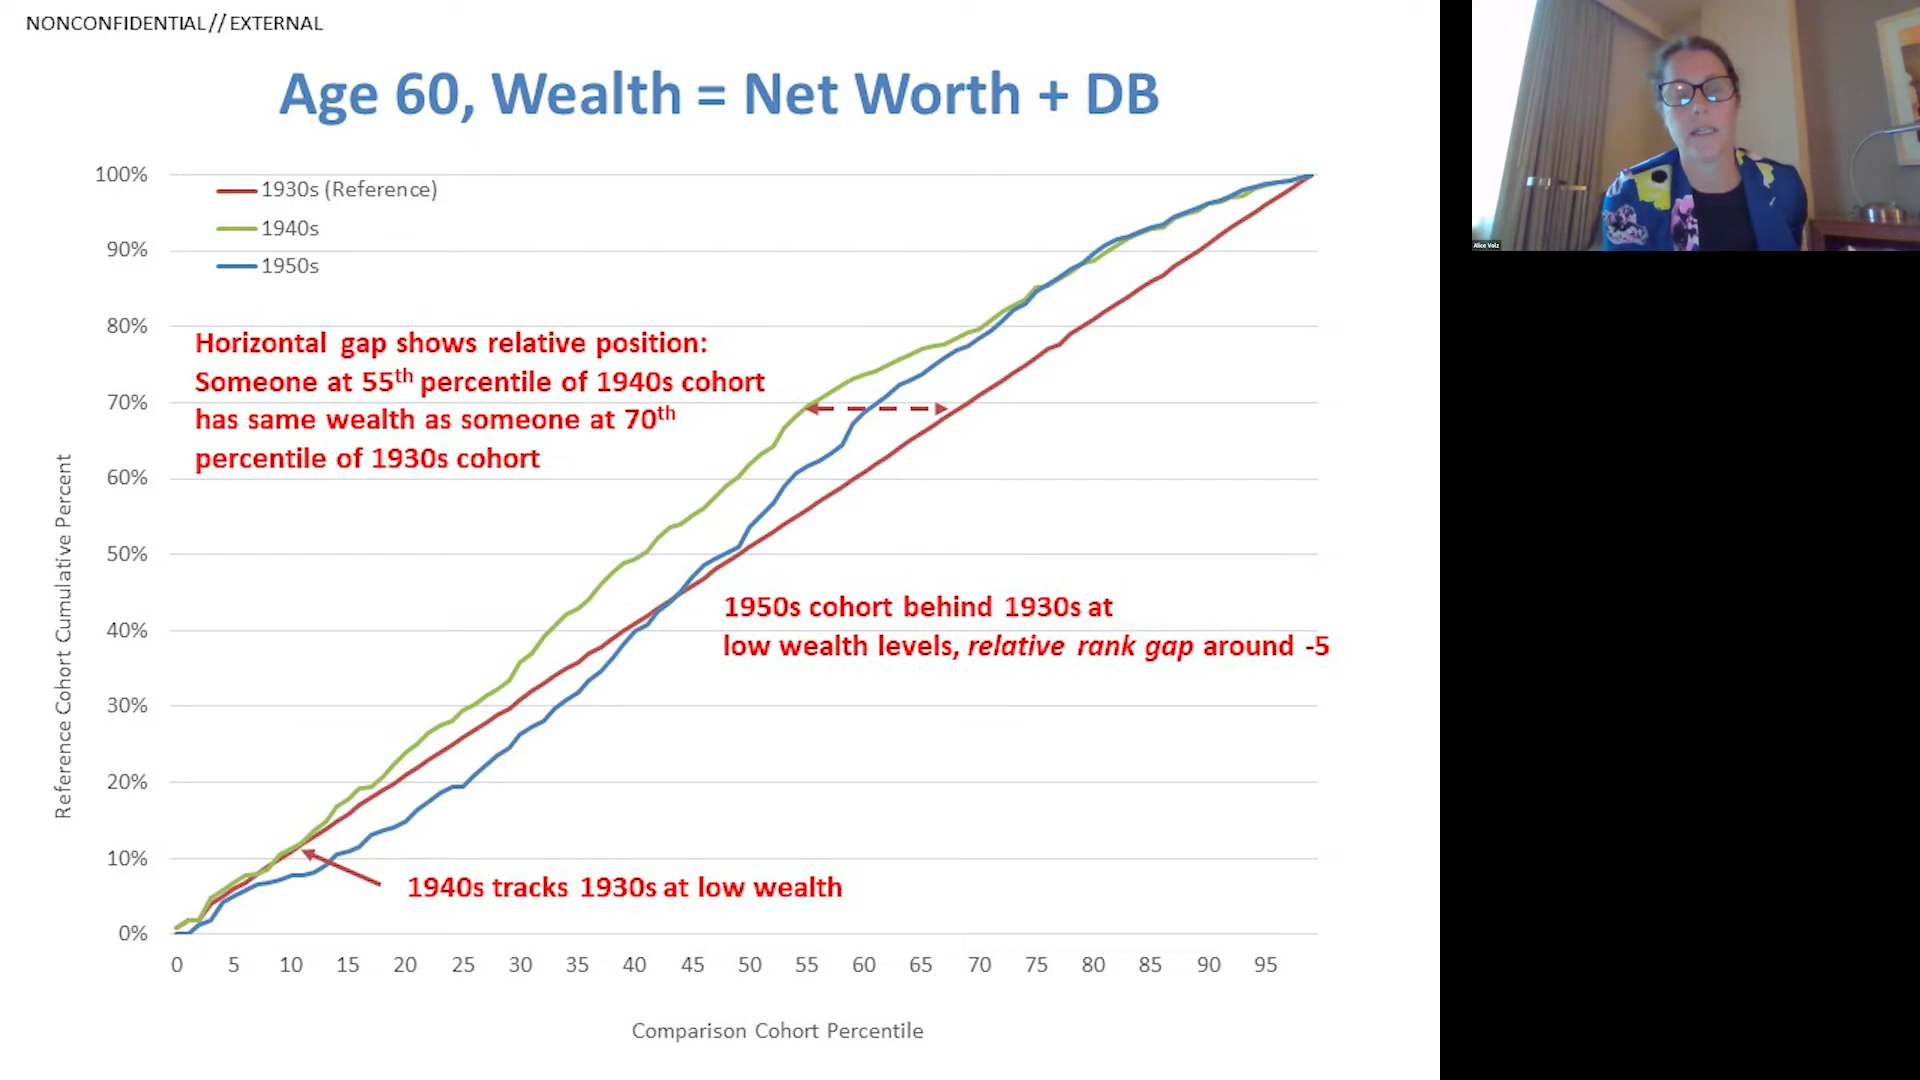 NONCONFIDENTIAL//EXTERNAL
Age 60, Wealth = Net Worth + DB
100%
90%
80%
70%
60%
50%
40%
30%
20%
10%
0%
1930s (Reference)
1940s
1950s
Horizontal gap shows relative position:
Someone at 55th percentile of 1940s cohort
has same wealth as someone at 70th
percentile of 1930s cohort
1950s cohort behind 1930s at
low wealth levels, relative rank gap around -5
1940s tracks 1930s at low wealth
Reference Cohort Cumulative Percent
0 5 10 15 20 25 30 35 40 45 50 55 60 65 70 75 80 85 90 95
Comparison Cohort Percentile
Alice Volz